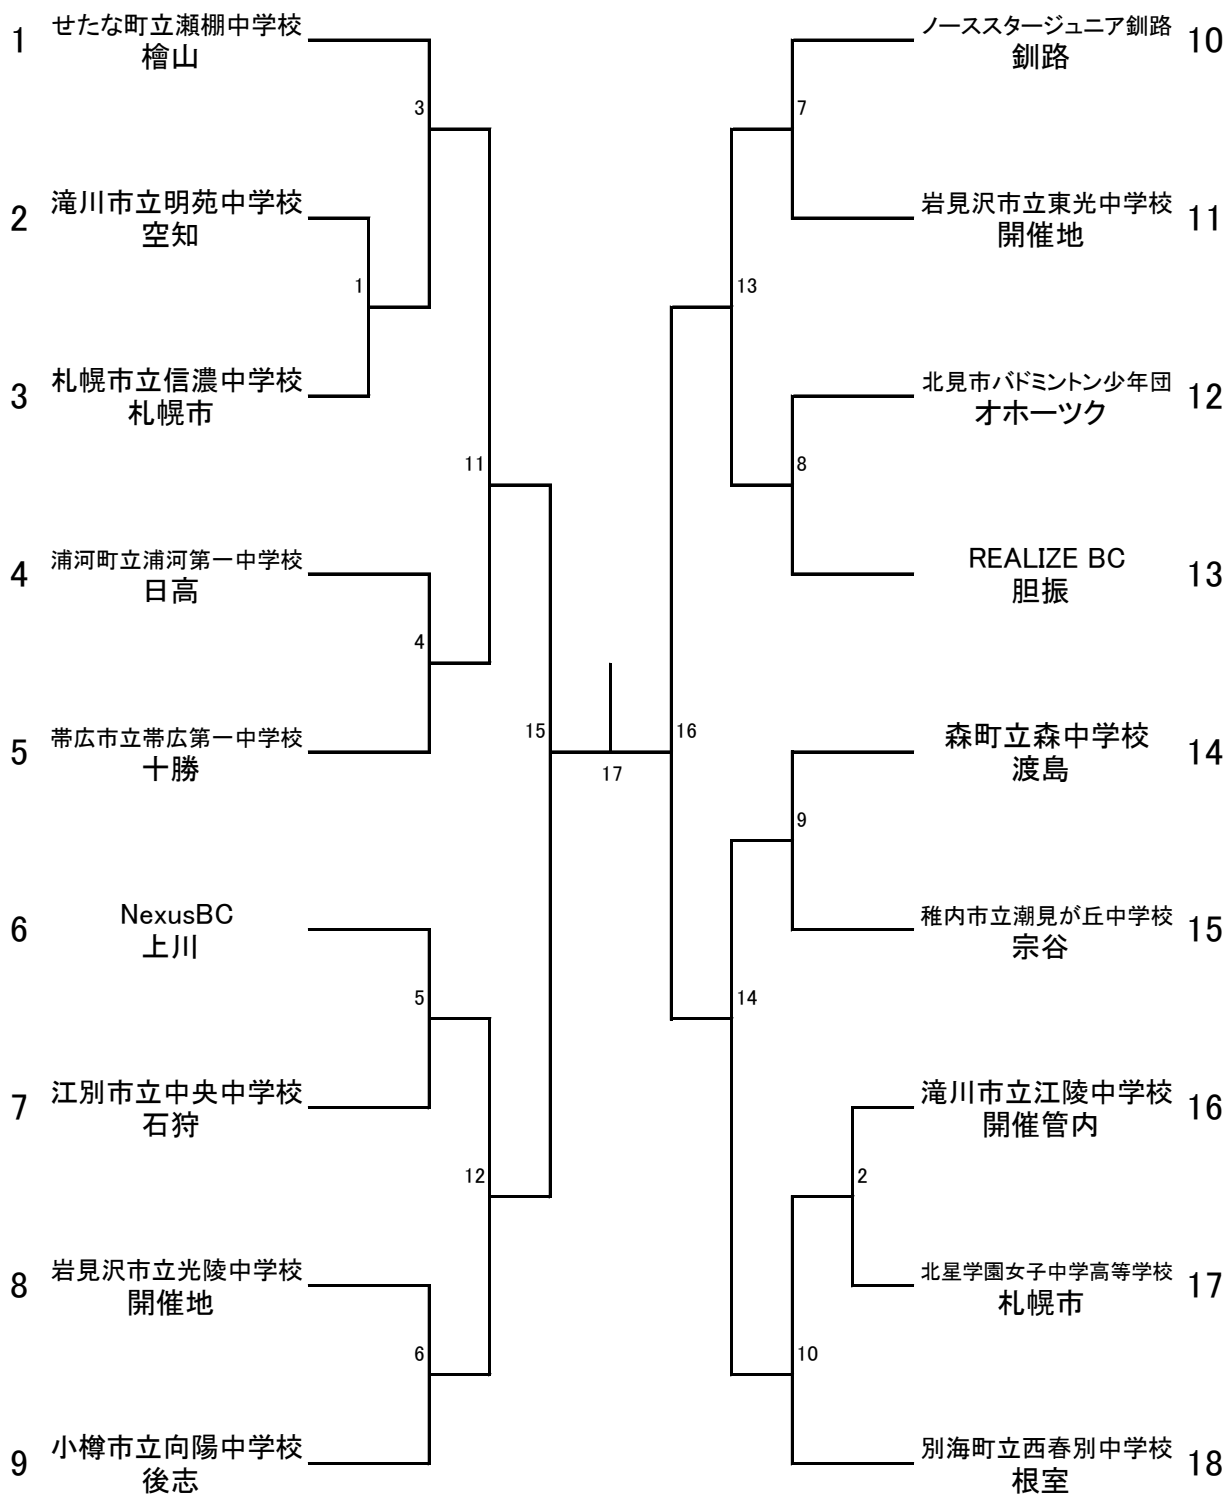 1
せたな町立瀬棚中学校
檜山
2
滝川市立明苑中学校
空知
3
札幌市立信濃中学校
札幌市
4
浦河町立浦河第一中学校
日高
5
帯広市立帯広第一中学校
十勝
6
NexusBC
上川
7
江別市立中央中学校
石狩
8
岩見沢市立光陵中学校
開催地
9
小樽市立向陽中学校
後志
3
1
11
4
15
5
12
6
17
7
13
8
16
9
14
2
10
ノーススタージュニア釧路
釧路
10
岩見沢市立東光中学校
開催地
11
北見市バドミントン少年団
オホーツク
12
REALIZE BC
胆振
13
森町立森中学校
渡島
14
稚内市立潮見が丘中学校
宗谷
15
滝川市立江陵中学校
開催管内
16
北星学園女子中学高等学校
札幌市
17
別海町立西春別中学校
根室
18